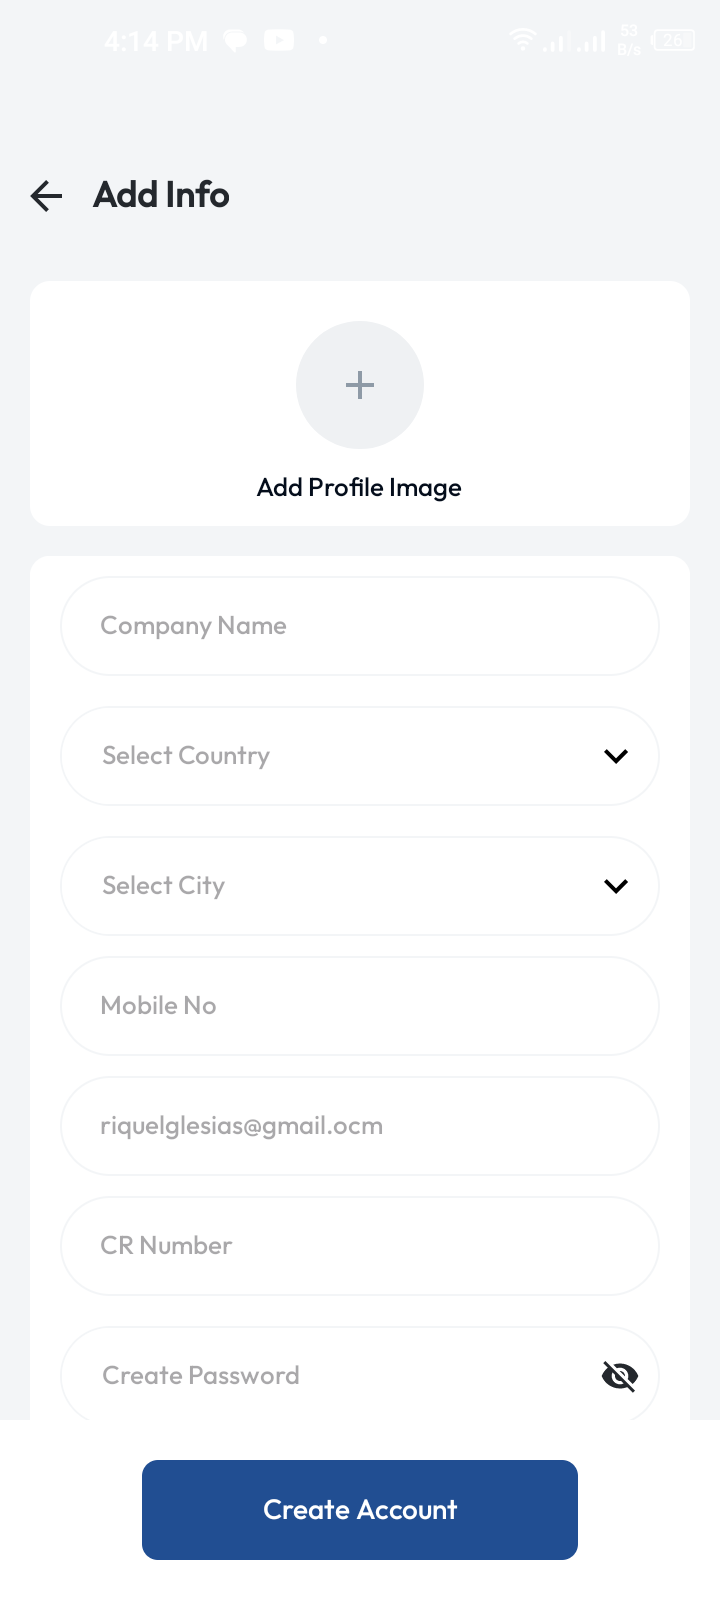 4:14 PM
53
B/s
26
Add Info
Add Profile Image
Company Name
Select Country
Select City
Mobile No
riquelglesias@gmail.ocm
CR Number
Create Password
Create Account